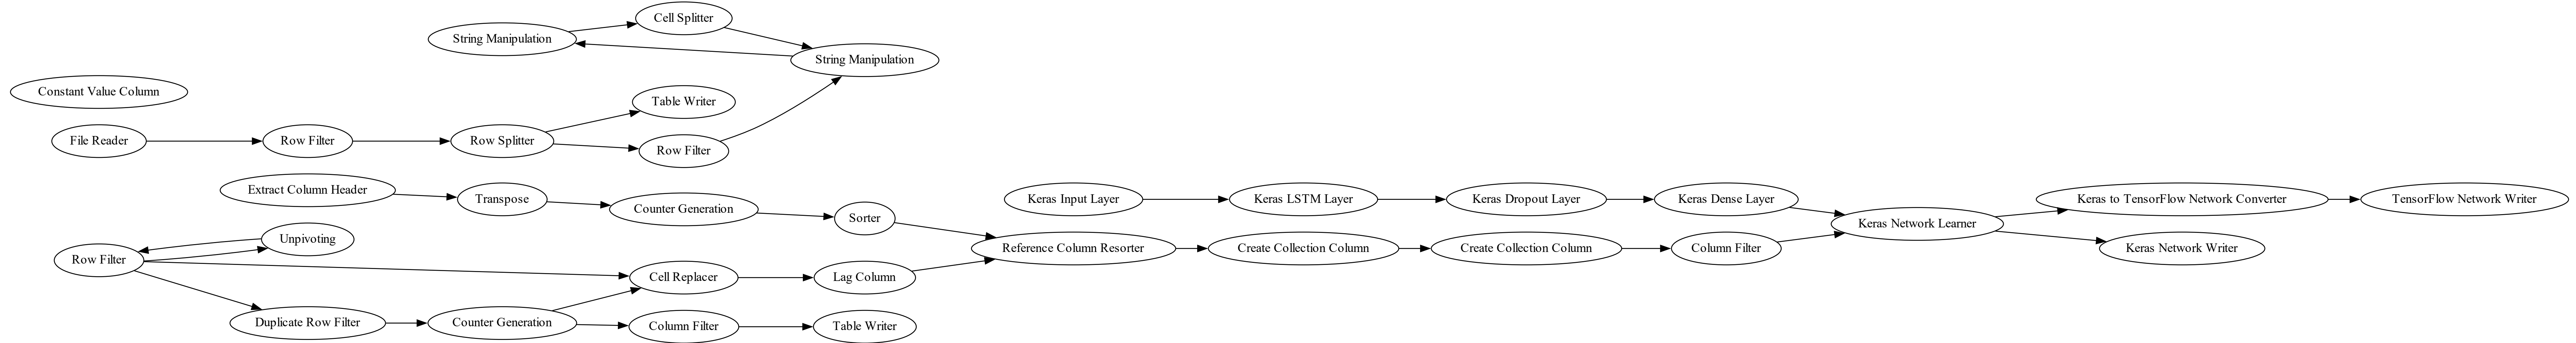 Cell Splitter
String Manipulation
String Manipulation
Constant Value Column
Table Writer
File Reader
Row Filter
Row Splitter
Row Filter
Extract Column Header
Transpose
Counter Generation
Sorter
Keras Input Layer
Keras LSTM Layer
Keras Dropout Layer
Keras Dense Layer
Keras to TensorFlow Network Converter
TensorFlow Network Writer
Keras Network Learner
Unpivoting
Row Filter
Reference Column Resorter
Create Collection Column
Create Collection Column
Column Filter
Keras Network Writer
Cell Replacer
Lag Column
Duplicate Row Filter
Counter Generation
Column Filter
Table Writer